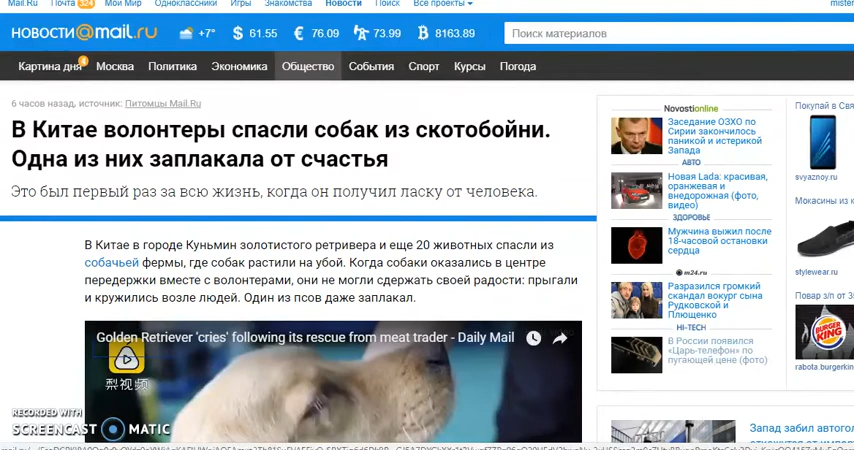 Mail.Ru Почта 324 Мой Мир Одноклассники Игры Знакомства Новости Поиск Все проекты mister
НОВОСТИ@mail.ru +7° $ 61.55 € 76.09 73.99 8163.89 Поиск материалов
Картина дня 4 Москва Политика Экономика Общество События Спорт Курсы Погода
6 часов назад, источник: Питомцы Mail.Ru
В Китае волонтеры спасли собак из скотобойни.
Одна из них заплакала от счастья
Это был первый раз за всю жизнь, когда он получил ласку от человека.
В Китае в городе Куньмин золотистого ретривера и еще 20 животных спасли из
собачьей фермы, где собак растили на убой. Когда собаки оказались в центре
передержки вместе с волонтерами, они не могли сдержать своей радости: прыгали
и кружились возле людей. Один из псов даже заплакал.
Golden Retriever 'cries' following its rescue from meat trader - Daily Mail
梨视频
RECORDED WITH
SCREENCAST MATIC
Novostionline
Заседание ОЗХО по
Сирии закончилось
паникой и истерикой
Запада
АВТО
Новая Lada: красивая,
оранжевая и
внедорожная (фото,
видео)
ЗДОРОВЬЕ
Мужчина выжил после
18-часовой остановки
сердца
m24.ru
Разразился громкий
скандал вокруг сына
Рудковской и
Плющенко
HI-TECH
В России появился
«Царь-телефон» по
пугающей цене (фото)
Запад забил автогол
Покупай в Свя
svyaznoy.ru
Мокасины из к
stylewear.ru
Повар з/п от 3
BURGER KING
rabota.burgerkin